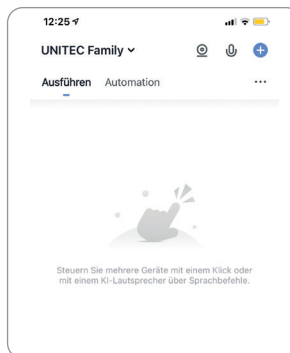 12:25
UNITEC Family
Ausführen Automation
Steuern Sie mehrere Geräte mit einem Klick oder
mit einem KI-Lautsprecher über Sprachbefehle.